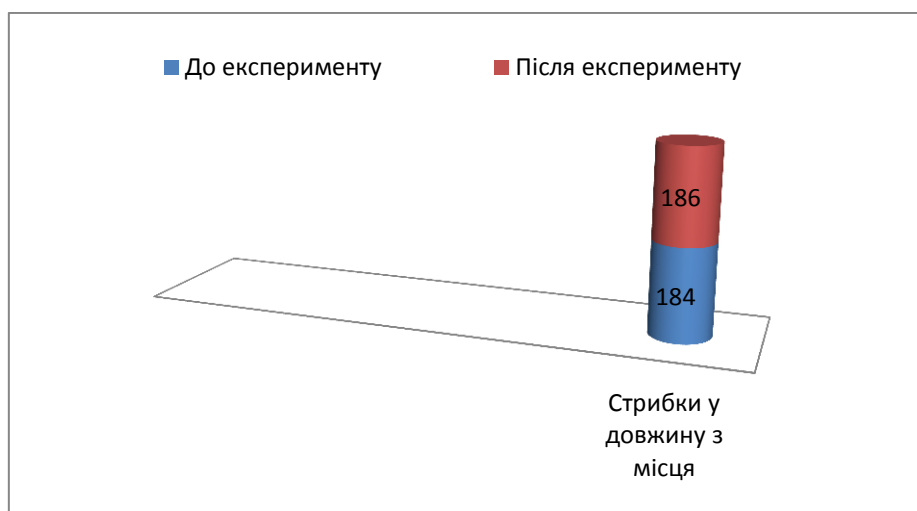 До експерименту
Після експерименту
186
184
Стрибки у
довжину з
місця